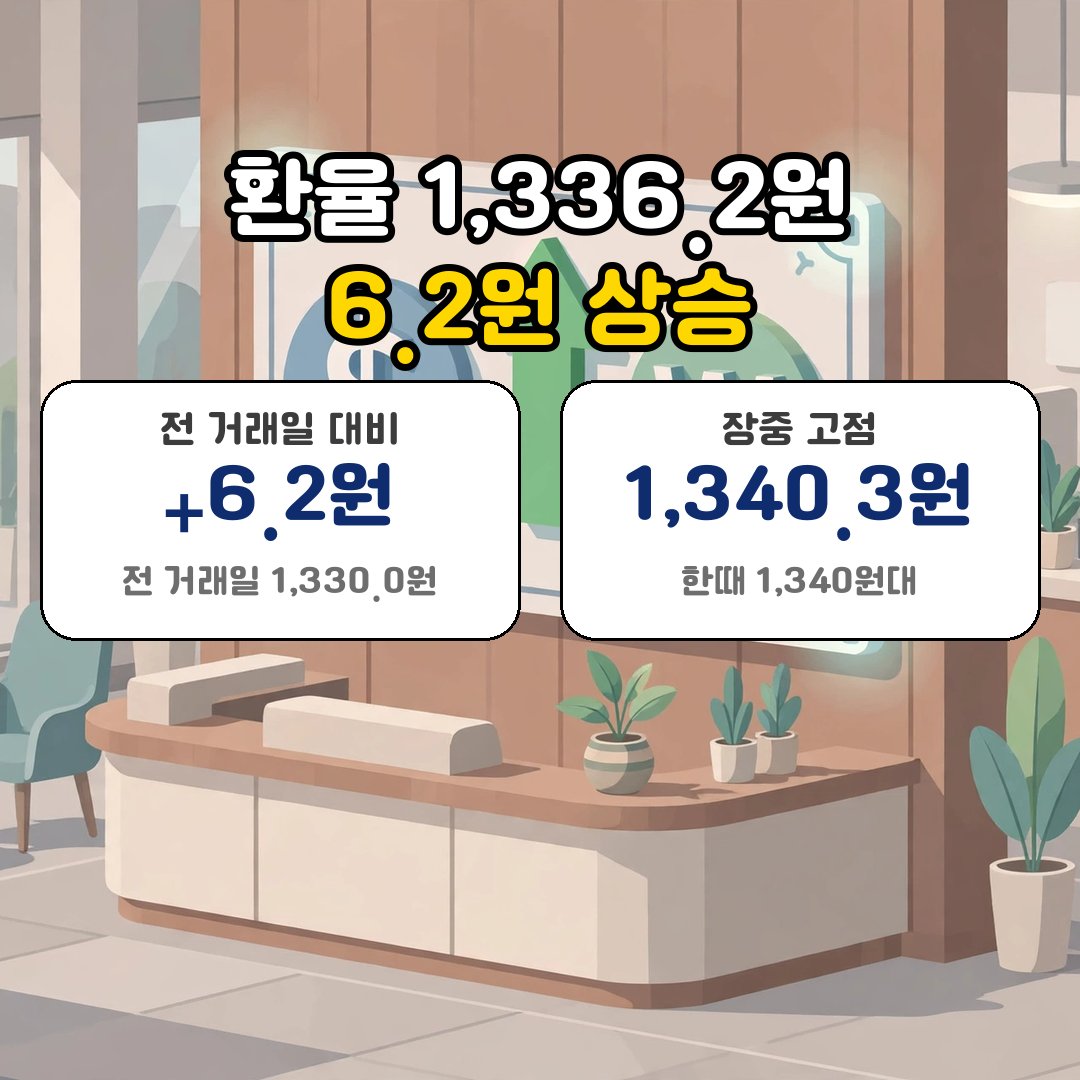 환율 1,336.2원
6.2원 상승
전 거래일 대비
+6.2원
전 거래일 1,330.0원
장중 고점
1,340.3원
한때 1,340원대